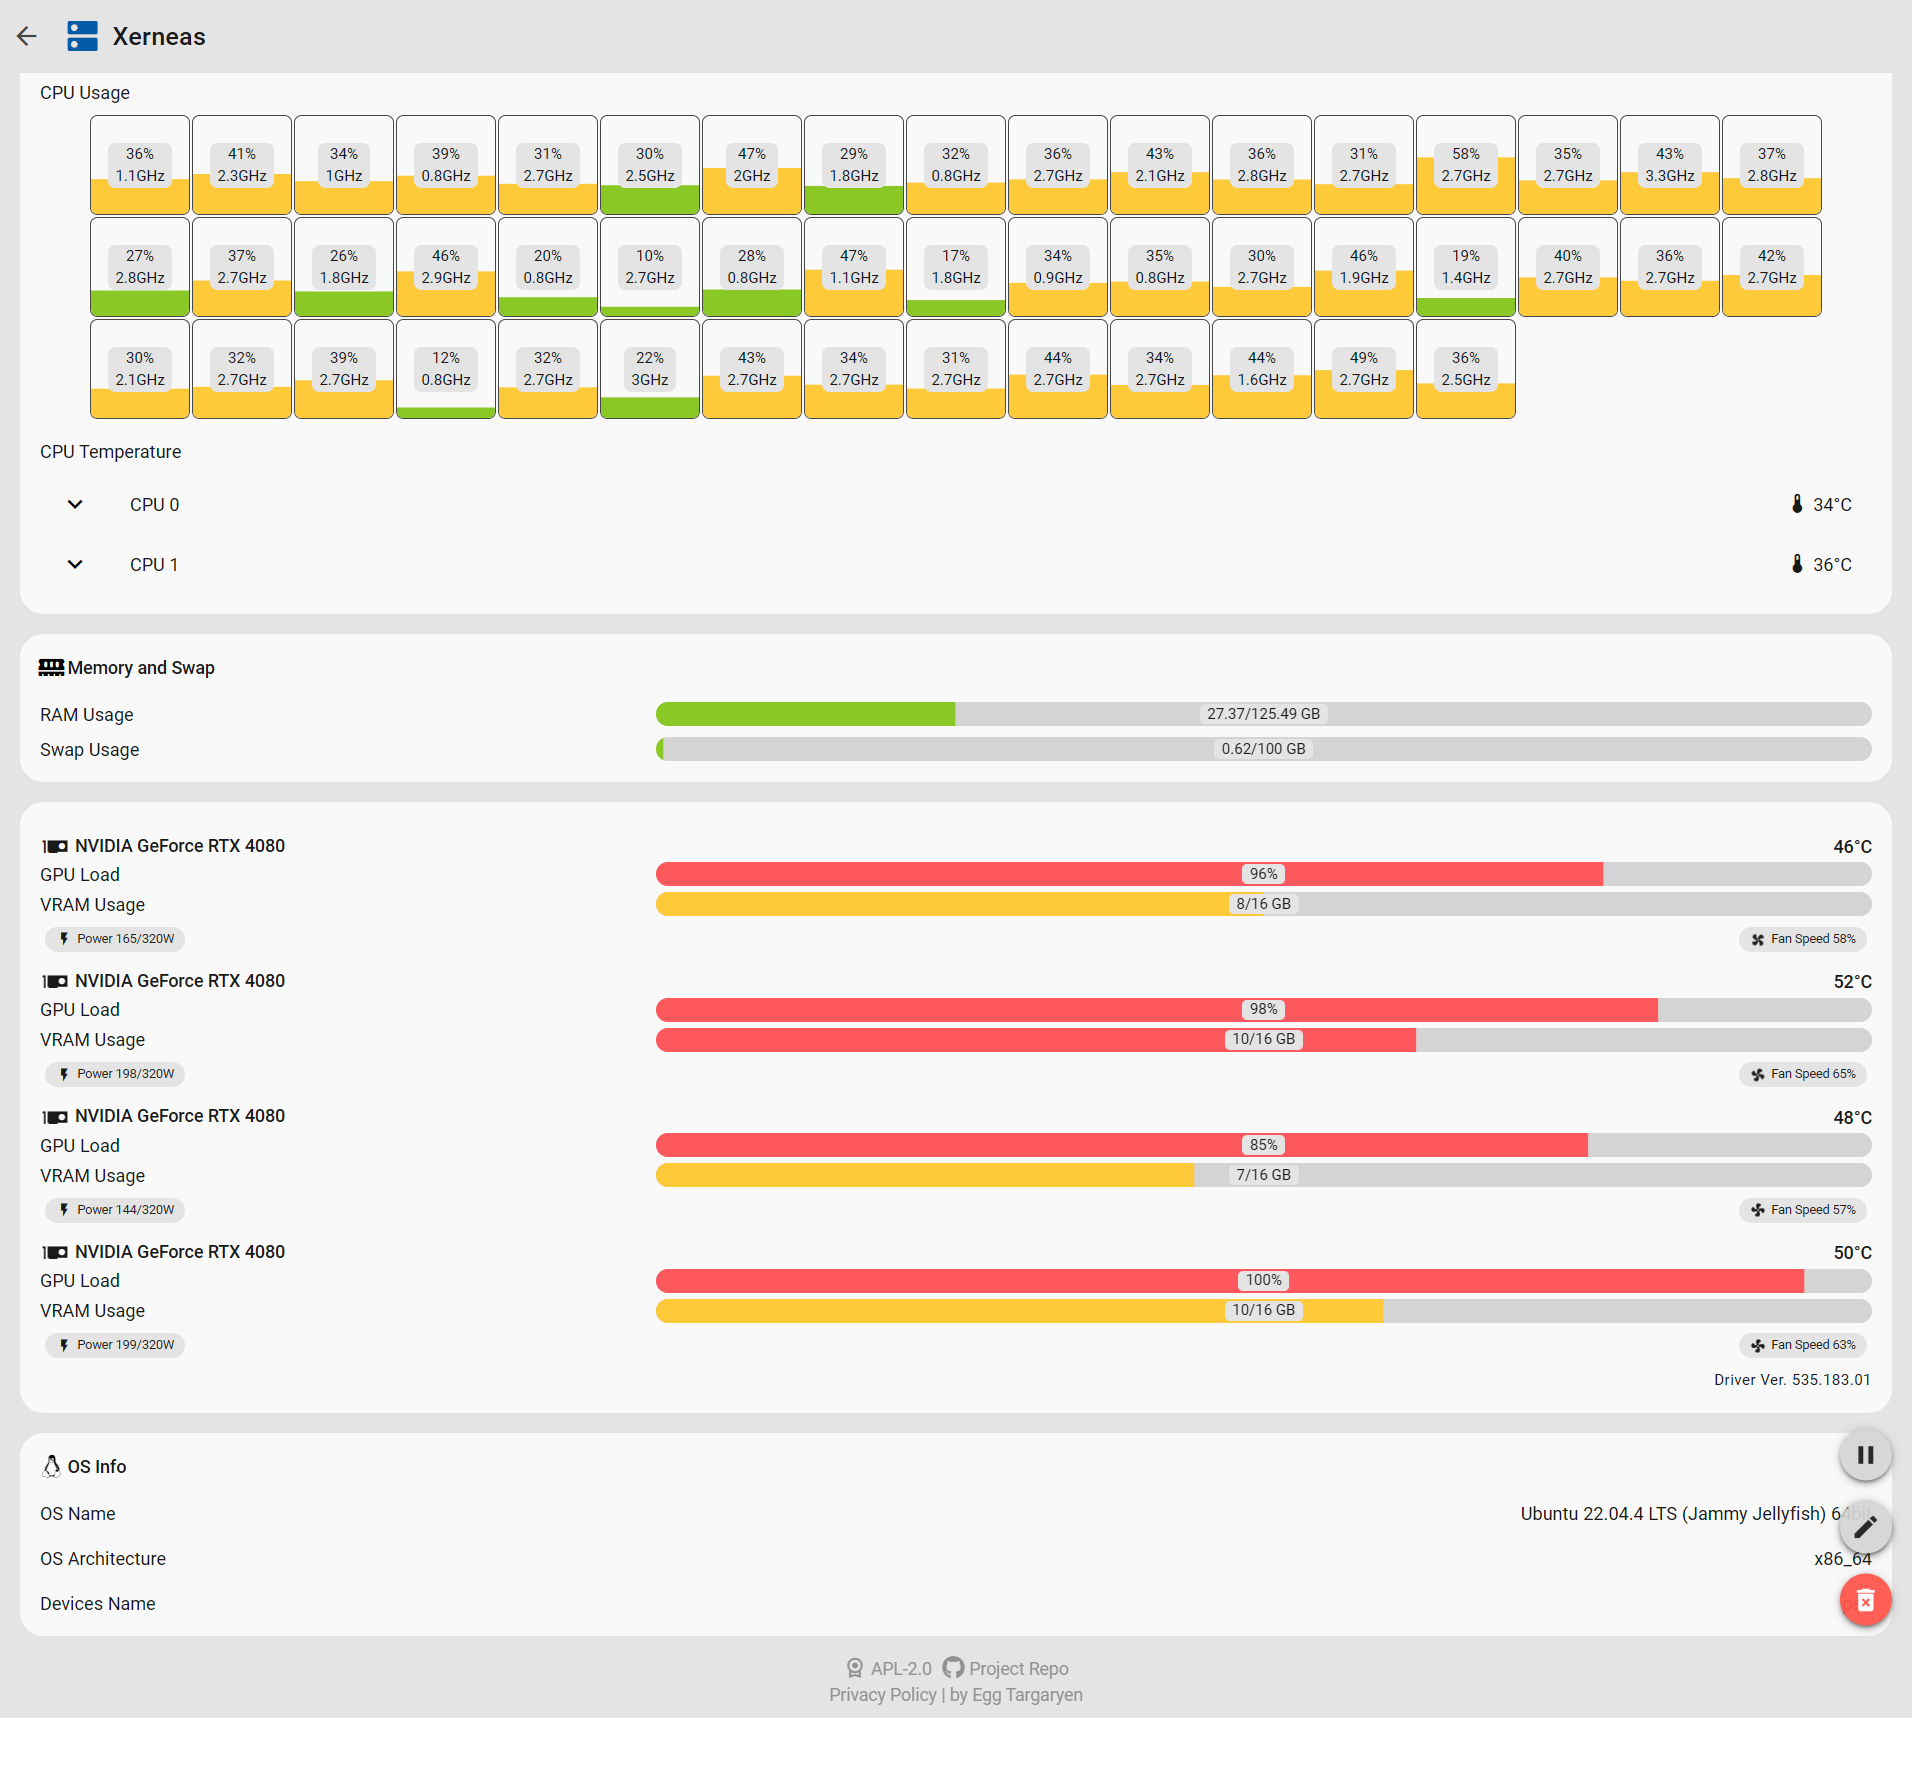 Xerneas
CPU Usage
36% 41% 34% 39% 31% 30% 47% 29% 32% 36% 43% 36% 31% 58% 35% 43% 37%
1.1GHz 2.3GHz 1GHz 0.8GHz 2.7GHz 2.5GHz 2GHz 1.8GHz 0.8GHz 2.7GHz 2.1GHz 2.8GHz 2.7GHz 2.7GHz 2.7GHz 3.3GHz 2.8GHz
27% 37% 26% 46% 20% 10% 28% 47% 17% 34% 35% 30% 46% 19% 40% 36% 42%
2.8GHz 2.7GHz 1.8GHz 2.9GHz 0.8GHz 2.7GHz 0.8GHz 1.1GHz 1.8GHz 0.9GHz 0.8GHz 2.7GHz 1.9GHz 1.4GHz 2.7GHz 2.7GHz 2.7GHz
30% 32% 39% 12% 32% 22% 43% 34% 31% 44% 34% 44% 49% 36%
2.1GHz 2.7GHz 2.7GHz 0.8GHz 2.7GHz 3GHz 2.7GHz 2.7GHz 2.7GHz 2.7GHz 2.7GHz 1.6GHz 2.7GHz 2.5GHz
CPU Temperature
CPU 0 34°C
CPU 1 36°C
Memory and Swap
RAM Usage 27.37/125.49 GB
Swap Usage 0.62/100 GB
NVIDIA GeForce RTX 4080 46°C
GPU Load 96%
VRAM Usage 8/16 GB
Power 165/320W Fan Speed 58%
NVIDIA GeForce RTX 4080 52°C
GPU Load 98%
VRAM Usage 10/16 GB
Power 198/320W Fan Speed 65%
NVIDIA GeForce RTX 4080 48°C
GPU Load 85%
VRAM Usage 7/16 GB
Power 144/320W Fan Speed 57%
NVIDIA GeForce RTX 4080 50°C
GPU Load 100%
VRAM Usage 10/16 GB
Power 199/320W Fan Speed 63%
Driver Ver. 535.183.01
OS Info
OS Name Ubuntu 22.04.4 LTS (Jammy Jellyfish) 64bit
OS Architecture x86_64
Devices Name
APL-2.0 Project Repo
Privacy Policy | by Egg Targaryen